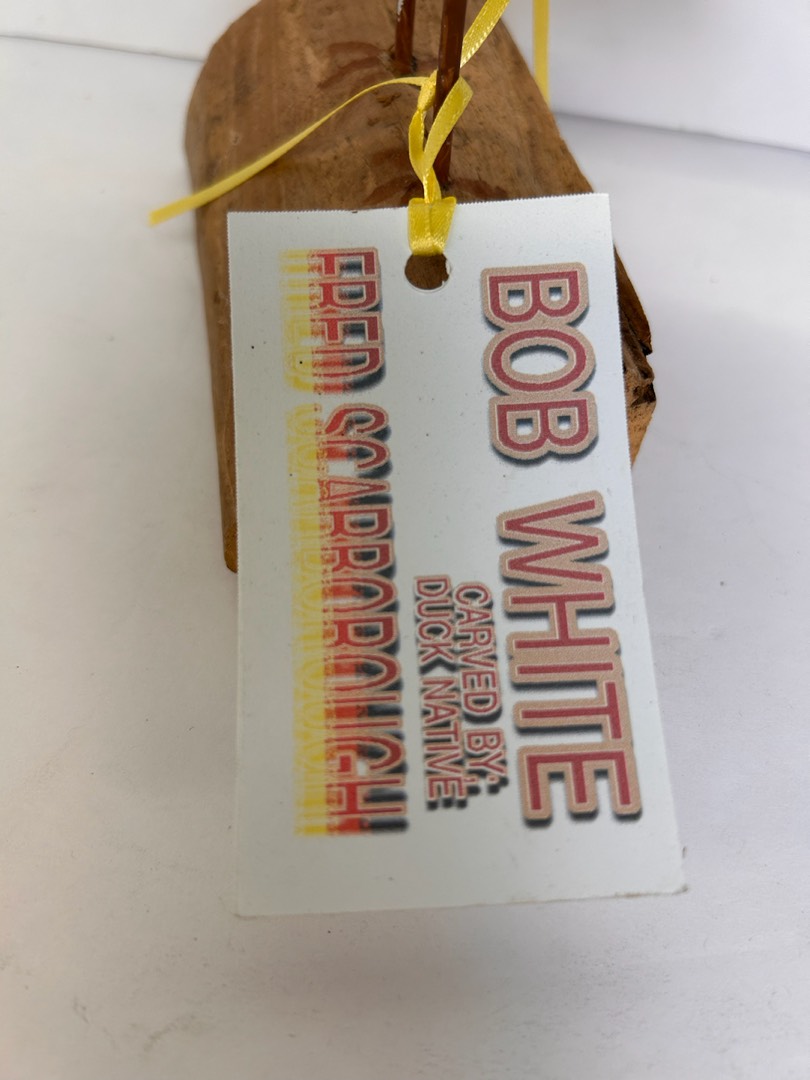 BOB WHITE
CARVED BY:
DUCK NATIVE
FRED SCARBOROUGH